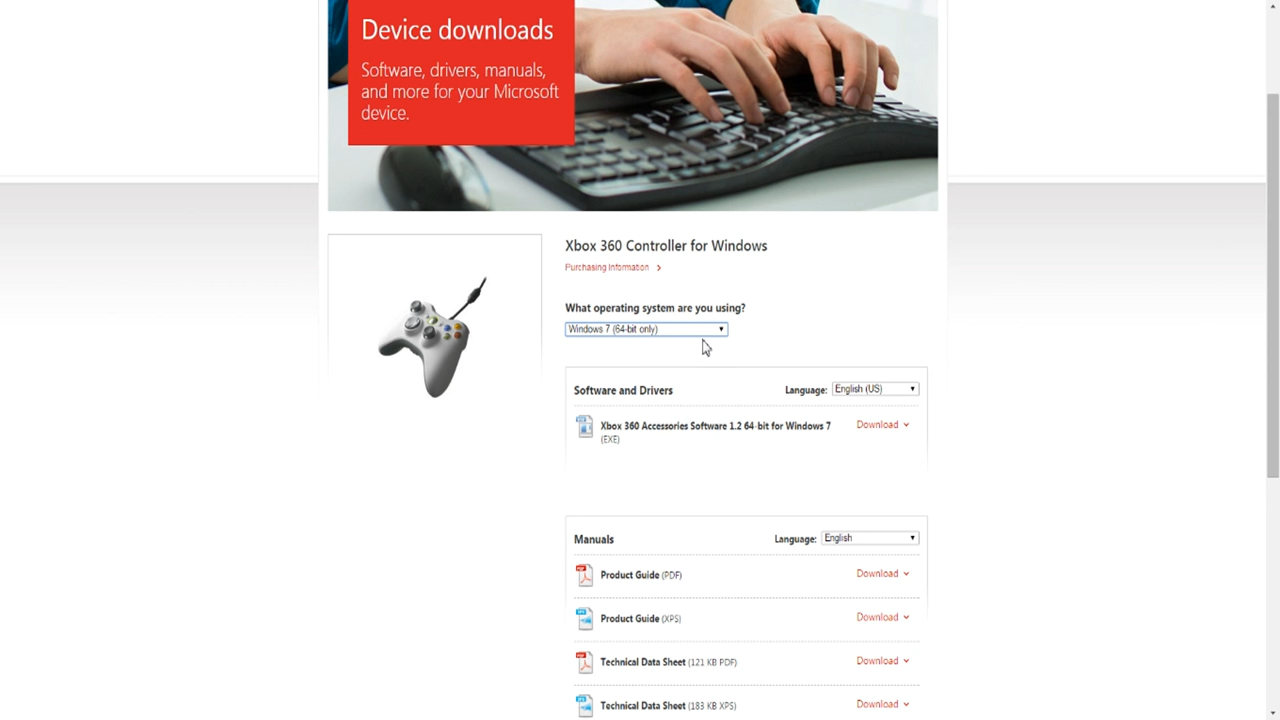 Device downloads
Software, drivers, manuals,
and more for your Microsoft
device.
Xbox 360 Controller for Windows
Purchasing Information
What operating system are you using?
Windows 7 (64-bit only)
Software and Drivers
Language: English (US)
Xbox 360 Accessories Software 1.2 64-bit for Windows 7
(EXE)
Download
Manuals
Language: English
Product Guide (PDF)
Download
Product Guide (XPS)
Download
Technical Data Sheet (121 KB PDF)
Download
Technical Data Sheet (183 KB XPS)
Download